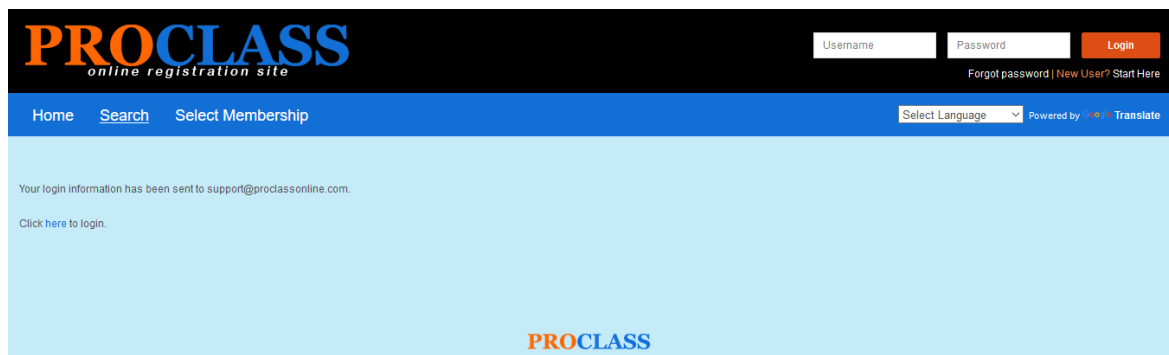 PROCLASS
online registration site
Username Password Login
Forgot password | New User? Start Here
Home Search Select Membership
Select Language Powered by Google Translate
Your login information has been sent to support@proclassonline.com.
Click here to login.
PROCLASS